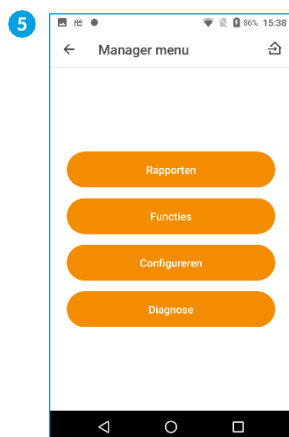 5
86% 15:38
Manager menu
Rapporten
Functies
Configureren
Diagnose